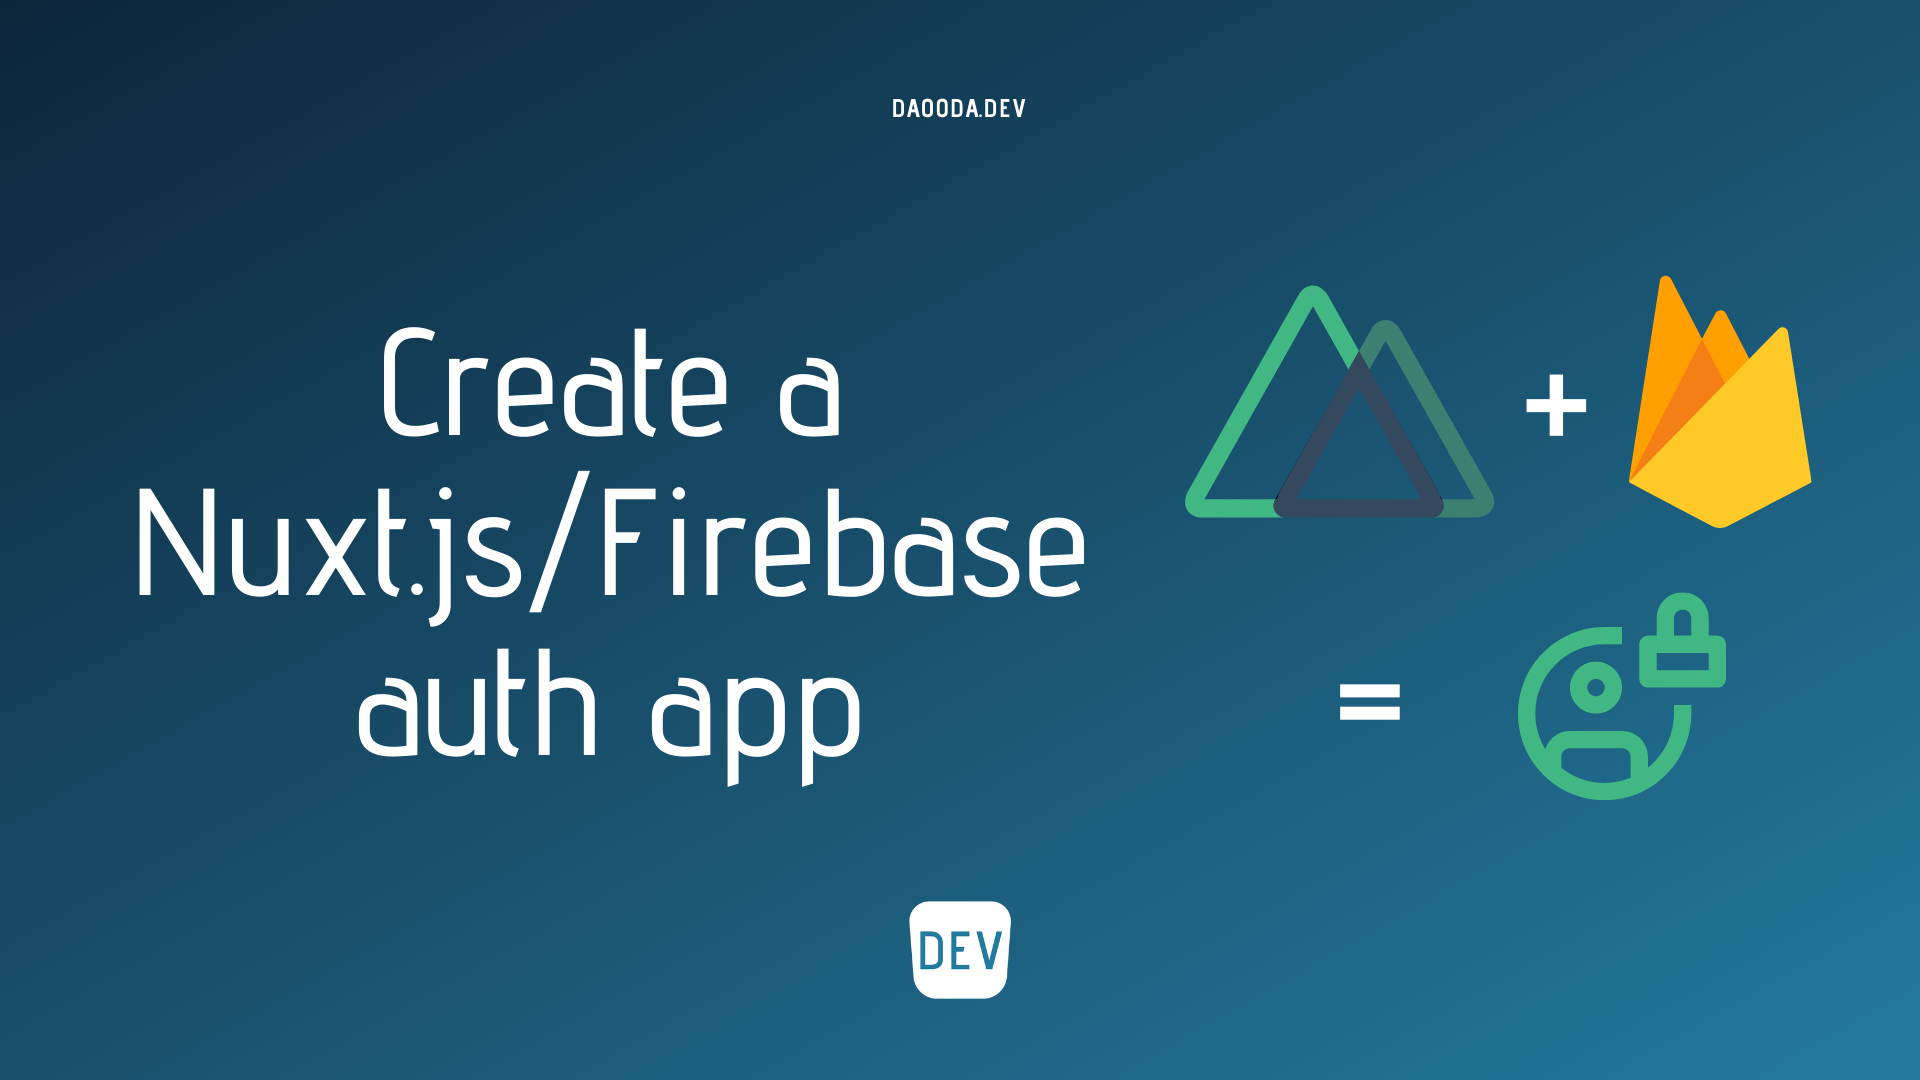 DAOODA.DEV
Create a
Nuxt.js/Firebase
auth app
+
=
DEV